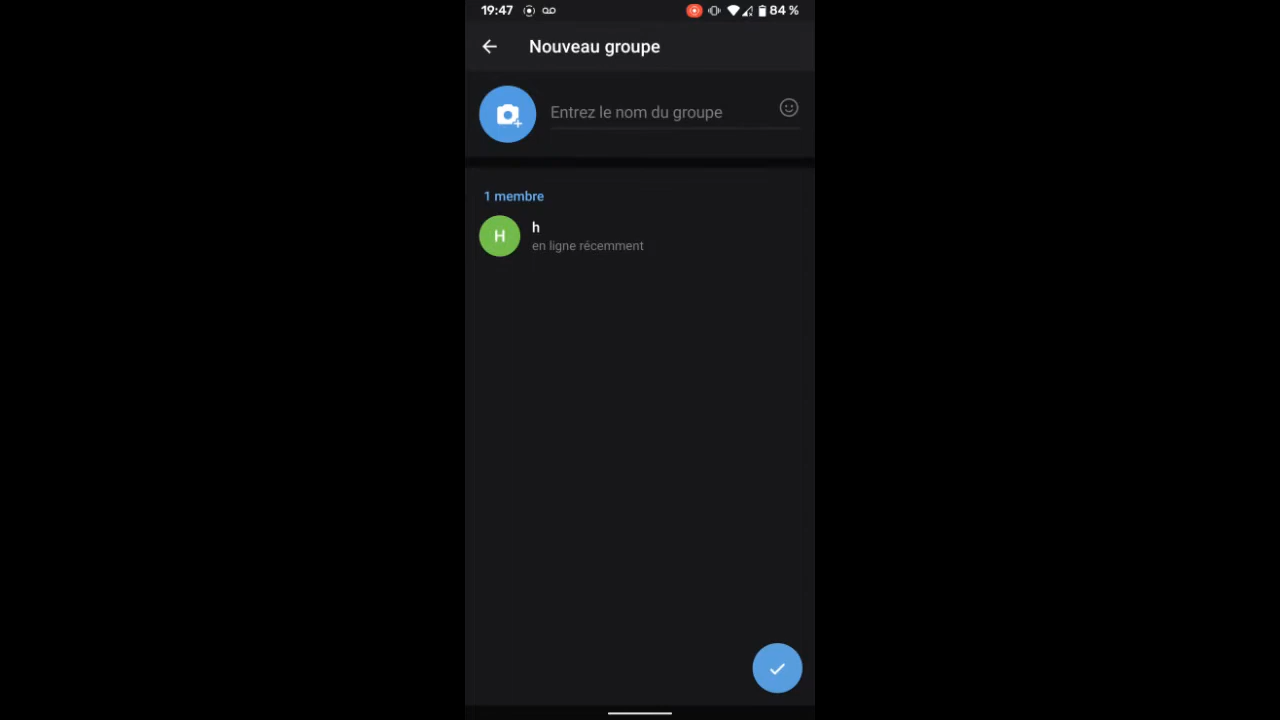 19:47 84 %
Nouveau groupe
Entrez le nom du groupe
1 membre
H
h
en ligne récemment